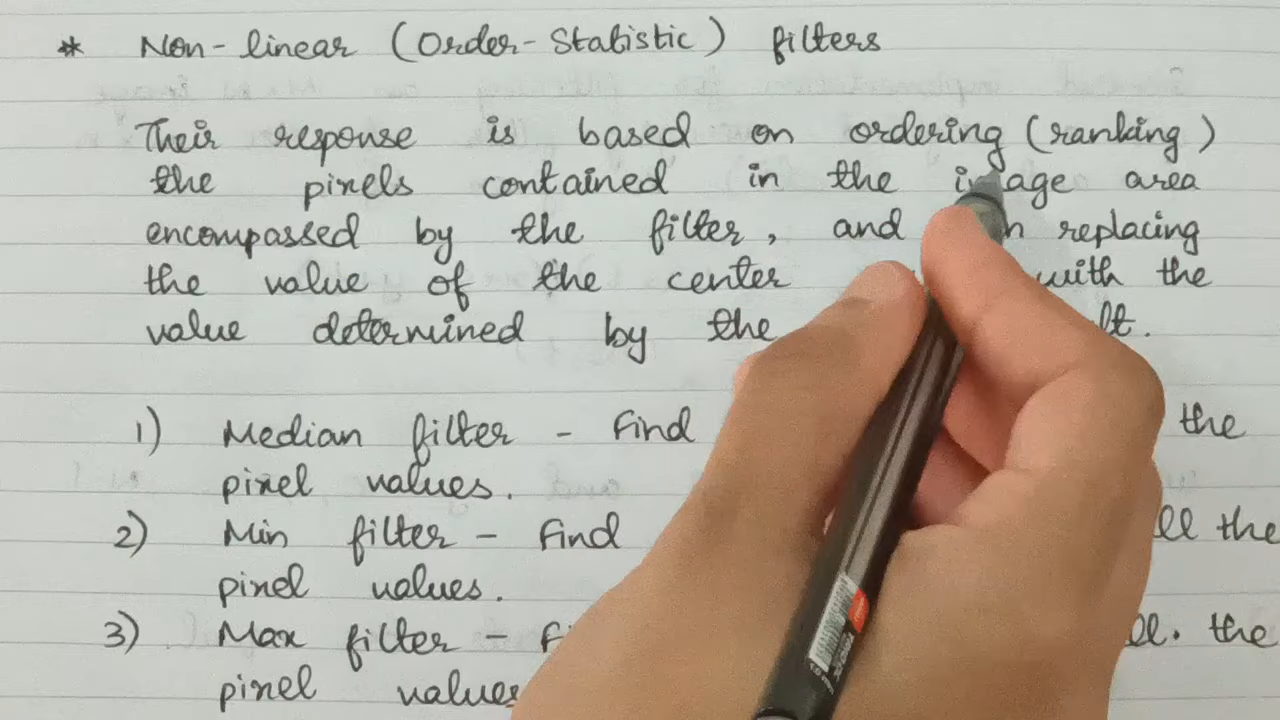 * Non-linear (Order-Statistic) filters
Their response is based on ordering (ranking)
the pixels contained in the image area
encompassed by the filter, and replacing
the value of the center with the
value determined by the
1) Median filter - Find the
pixel values.
2) Min filter - Find the
pixel values.
3) Max filter - the
pixel values